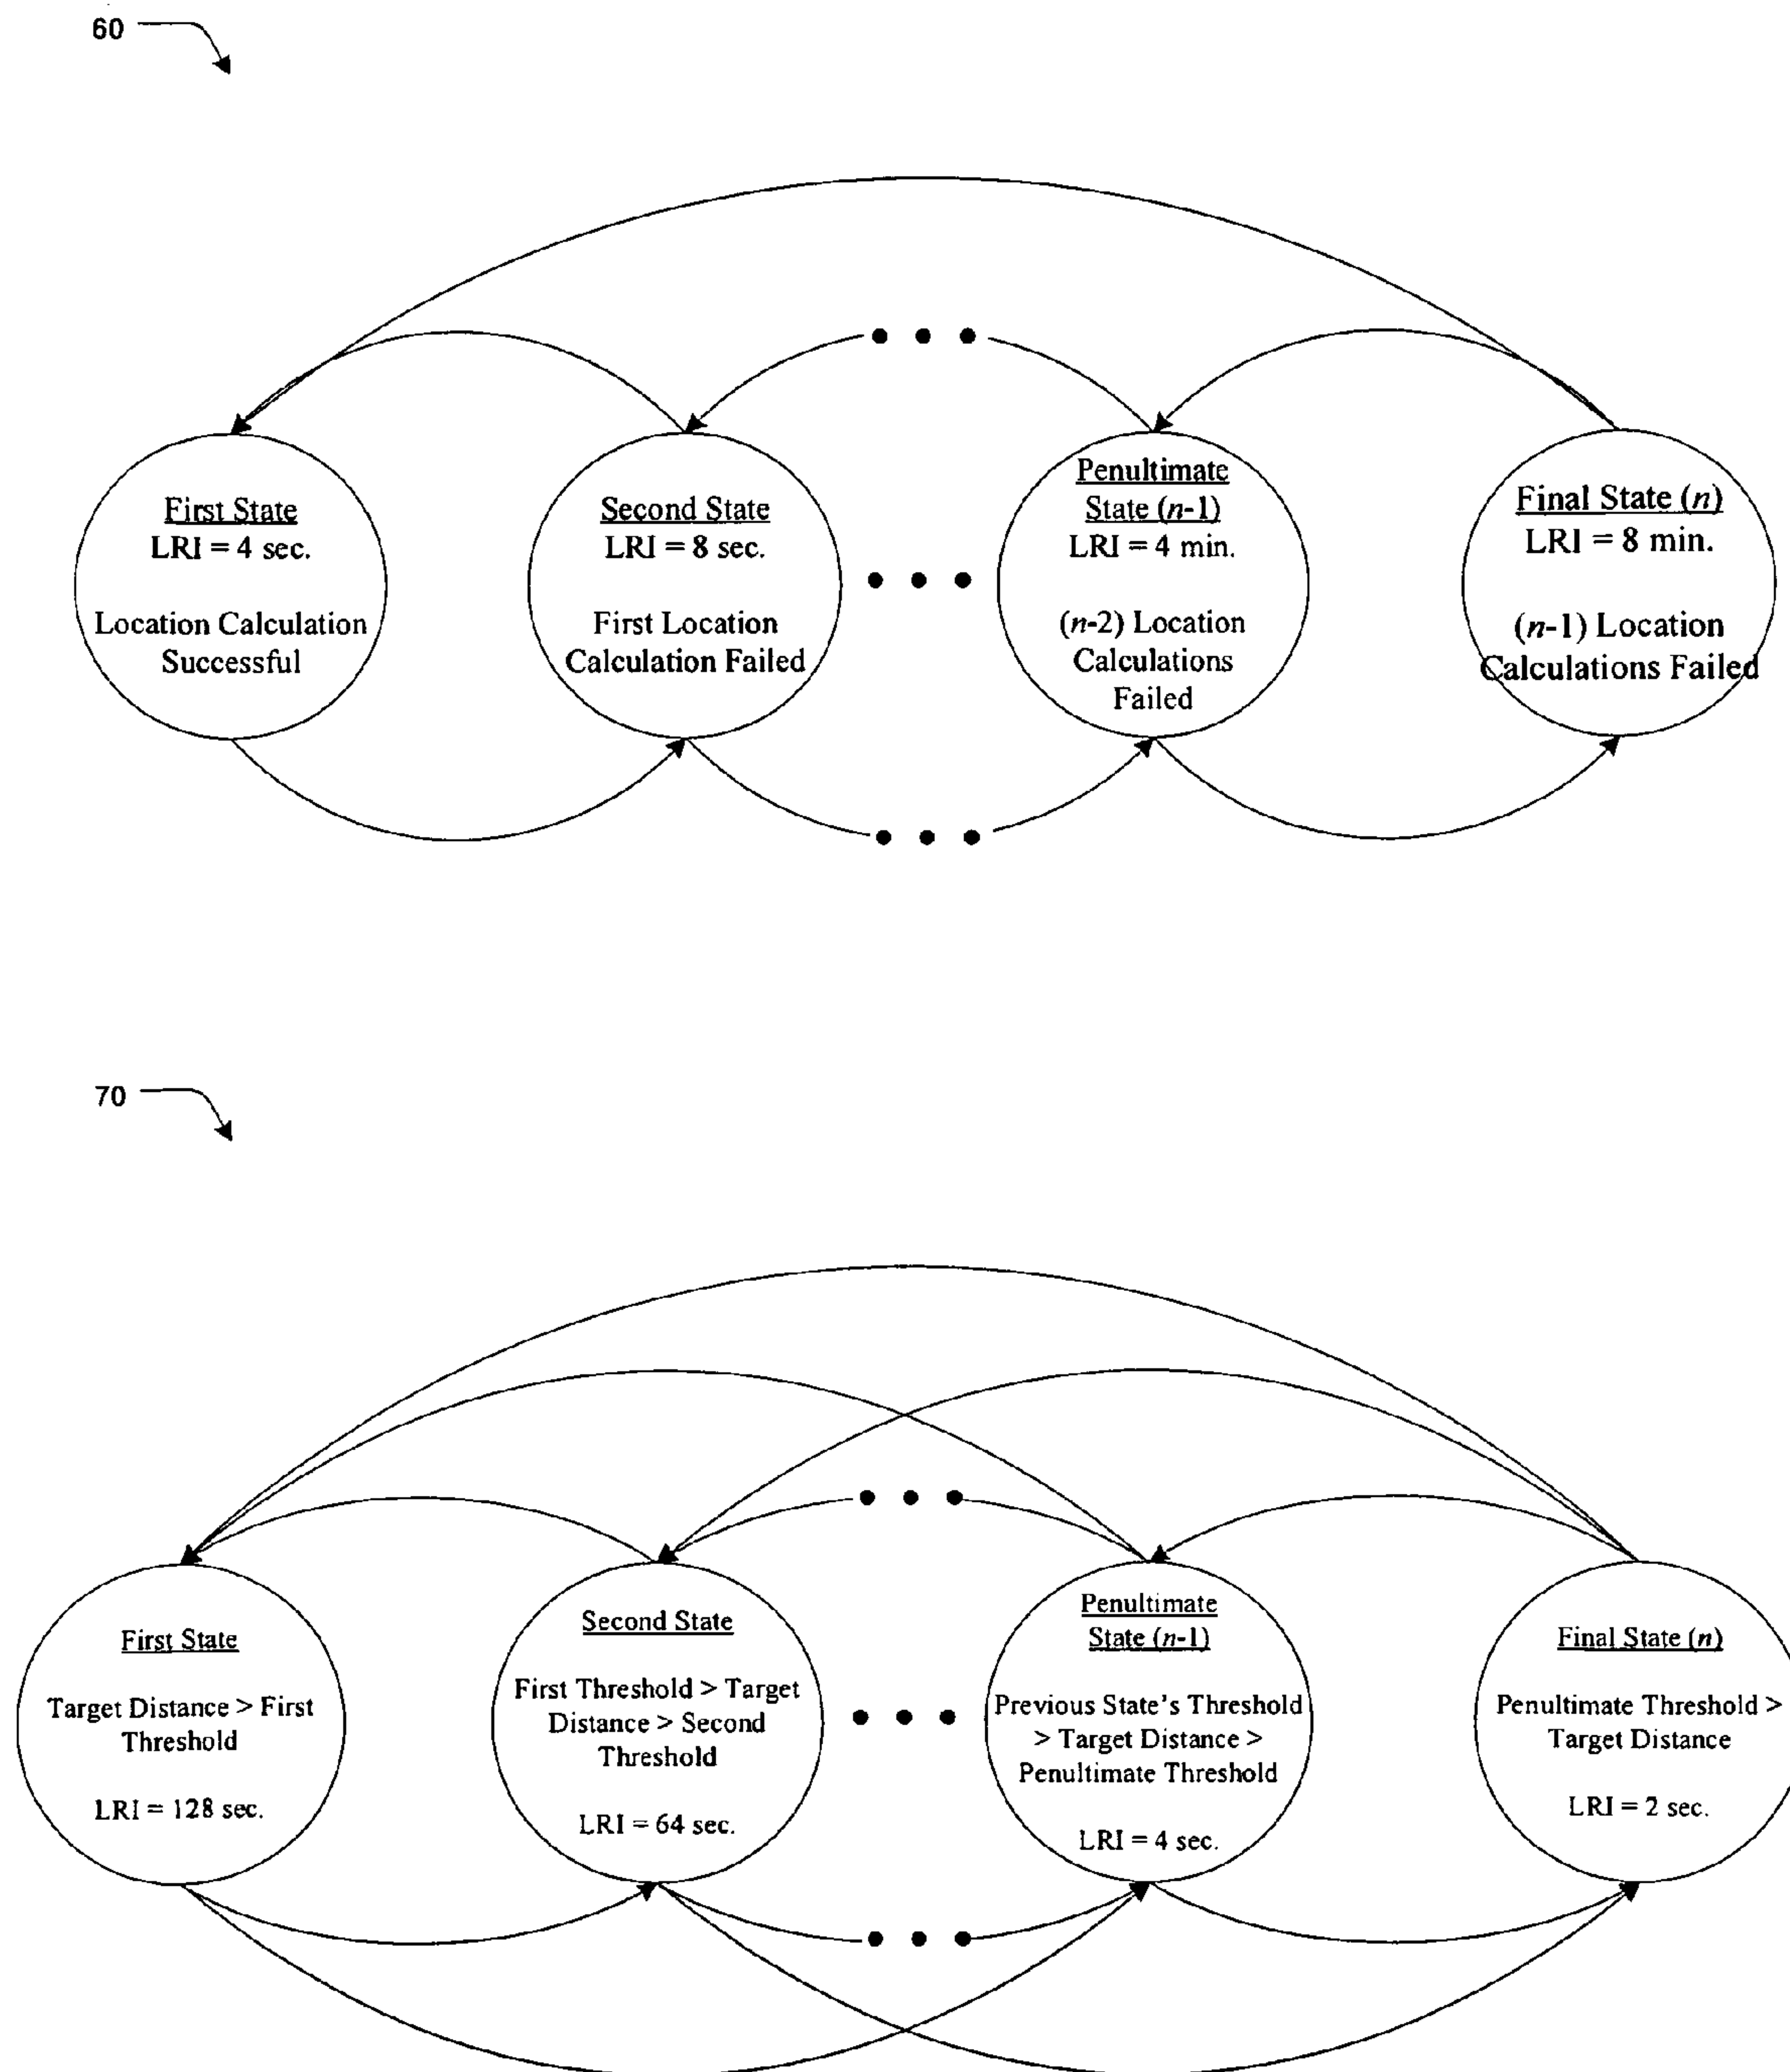 60
First State
LRI = 4 sec.
Location Calculation
Successful
Second State
LRI = 8 sec.
First Location
Calculation Failed
Penultimate
State (n-1)
LRI = 4 min.
(n-2) Location
Calculations
Failed
Final State (n)
LRI = 8 min.
(n-1) Location
Calculations Failed
70
First State
Target Distance > First
Threshold
LRI = 128 sec.
Second State
First Threshold > Target
Distance > Second
Threshold
LRI = 64 sec.
Penultimate
State (n-1)
Previous State's Threshold
> Target Distance >
Penultimate Threshold
LRI = 4 sec.
Final State (n)
Penultimate Threshold >
Target Distance
LRI = 2 sec.